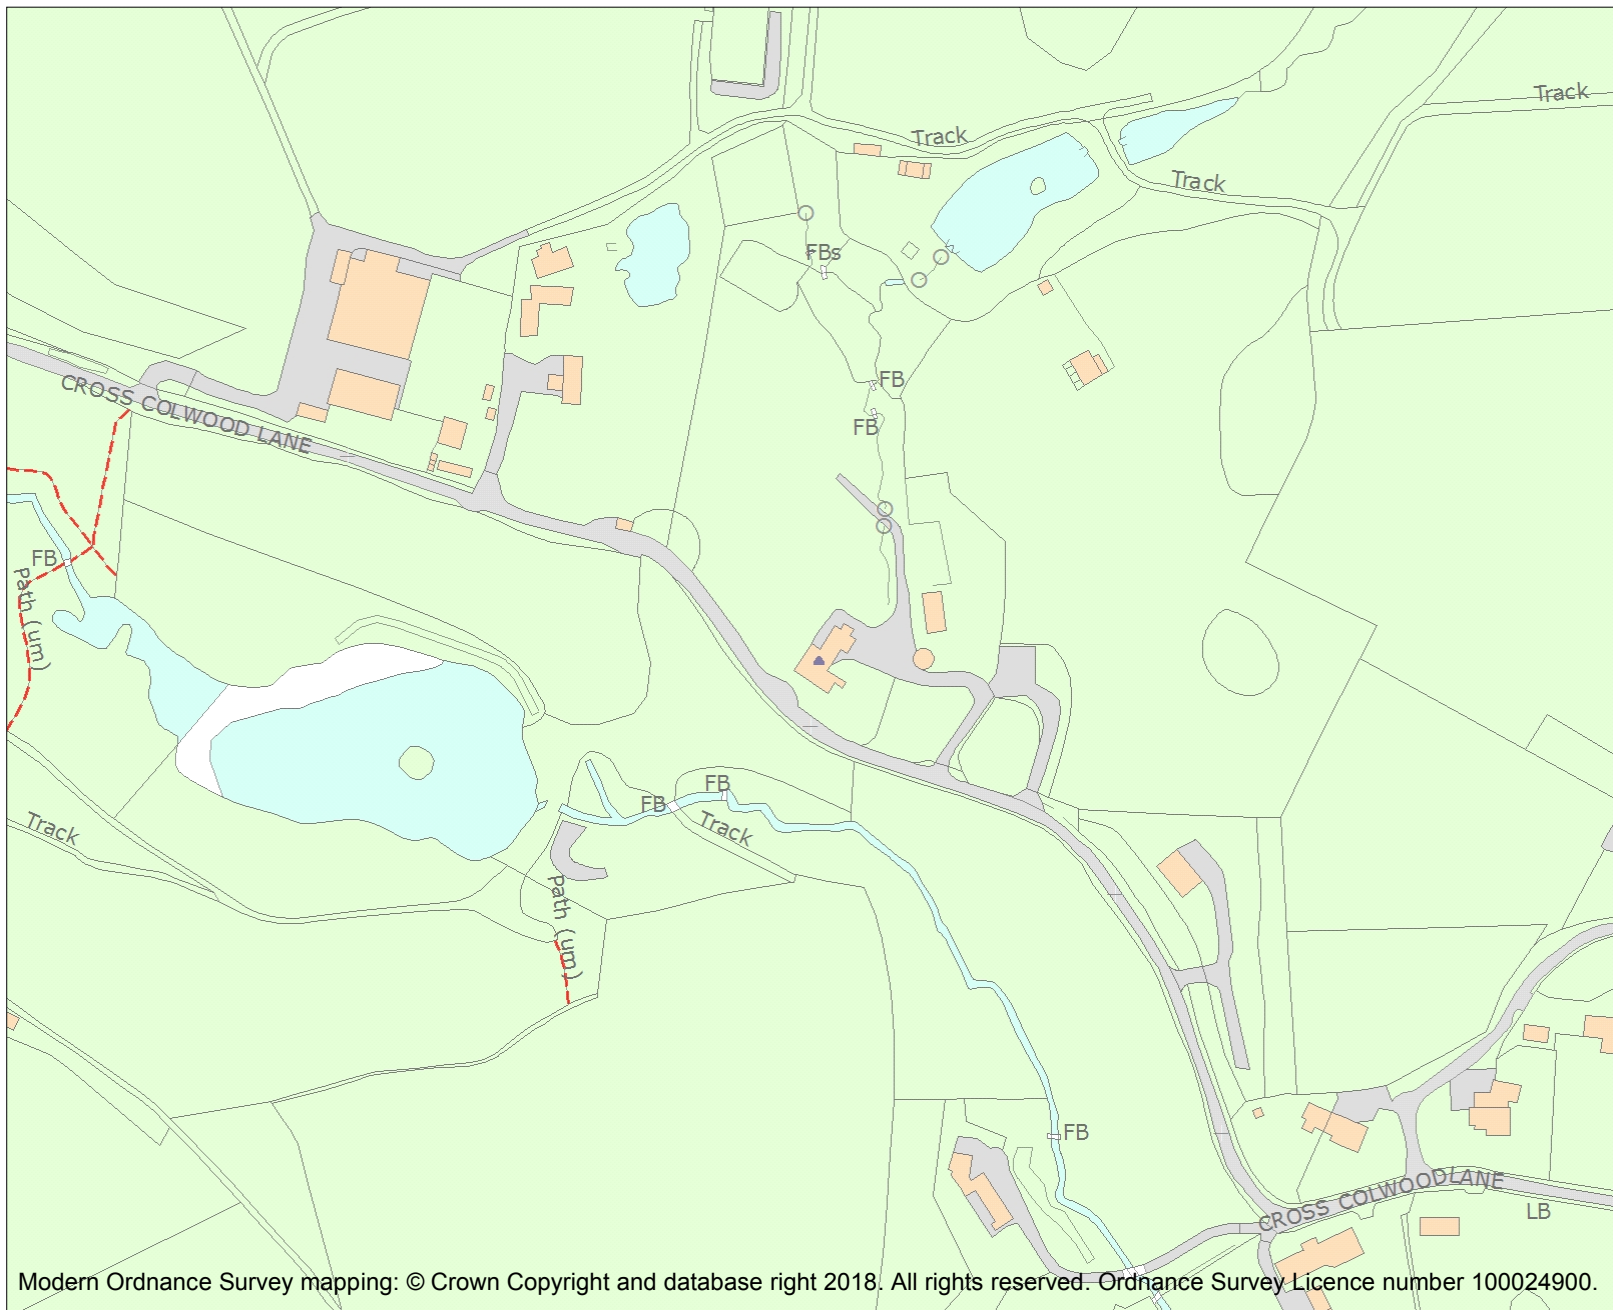 Track
Track
Track
FBs
FB
CROSS COLWOOD LANE
FB
FB
Path (um)
FB
FB
Track
Track
Path (um)
FB
CROSS COLWOODLANE
LB
Modern Ordnance Survey mapping: © Crown Copyright and database right 2018. All rights reserved. Ordnance Survey Licence number 100024900.